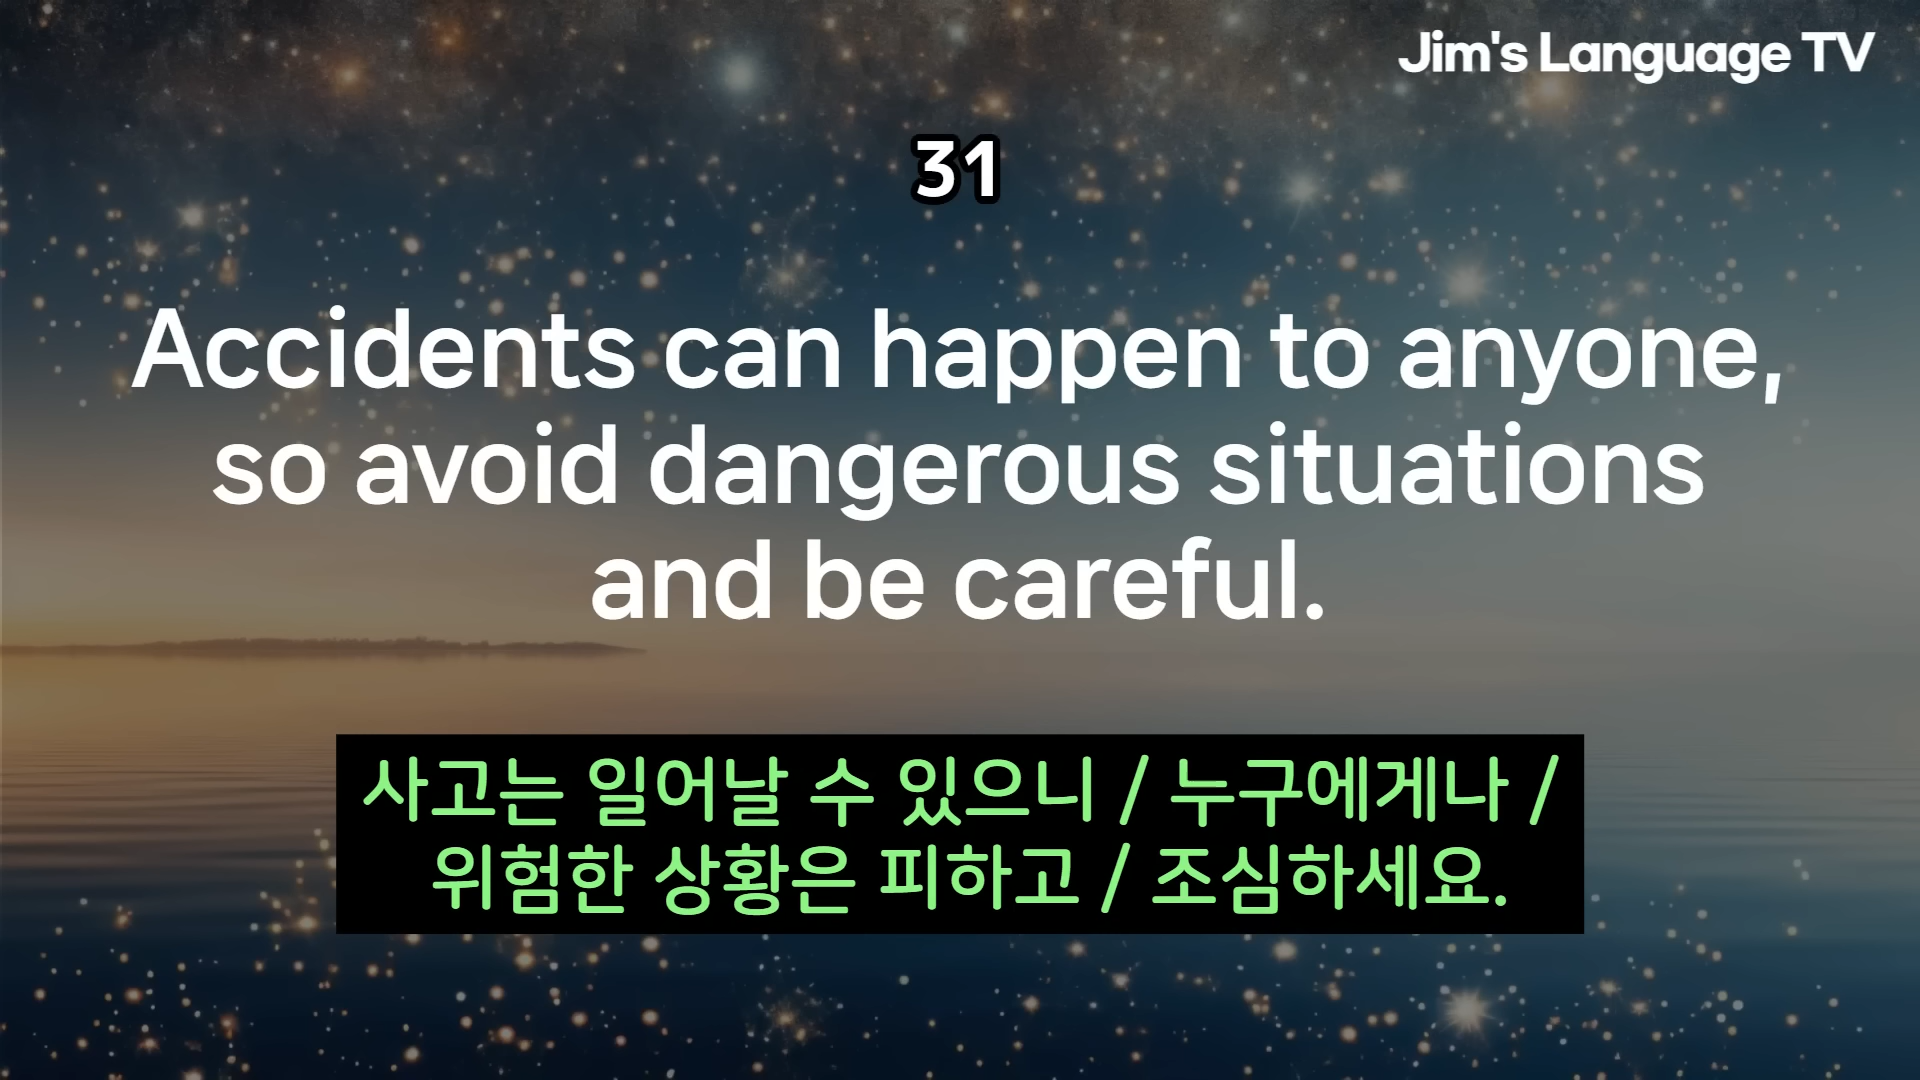 Jim's Language TV
31
Accidents can happen to anyone,
so avoid dangerous situations
and be careful.
사고는 일어날 수 있으니 / 누구에게나 /
위험한 상황은 피하고 / 조심하세요.